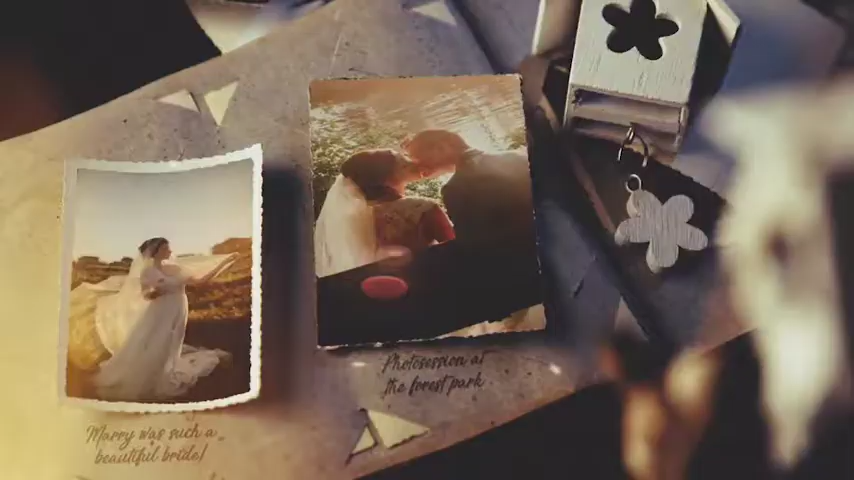 Marry was such a
beautiful bride!
Photosession at
the forest park